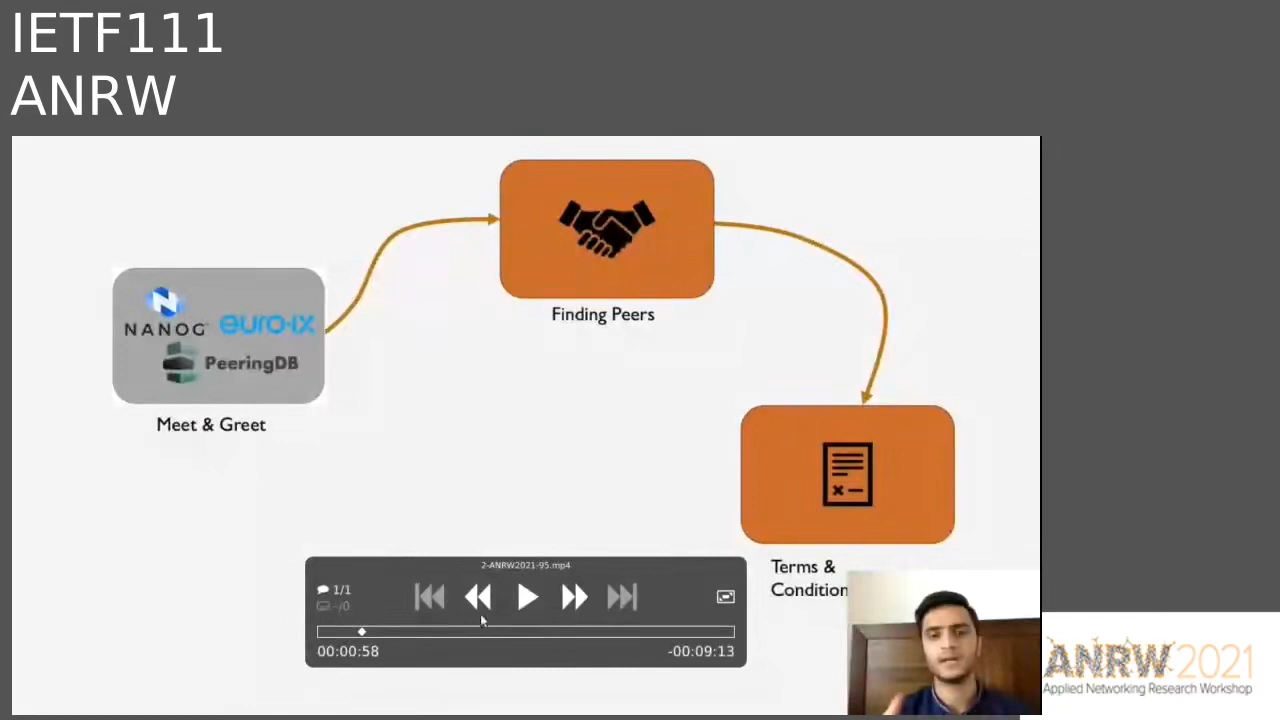 IETF111
ANRW
NANOG
euro-ix
PeeringDB
Meet & Greet
Finding Peers
Terms &
Condition
2-ANRW2021-95.mp4
1/1
-/0
00:00:58
-00:09:13
ANRW2021
Applied Networking Research Workshop